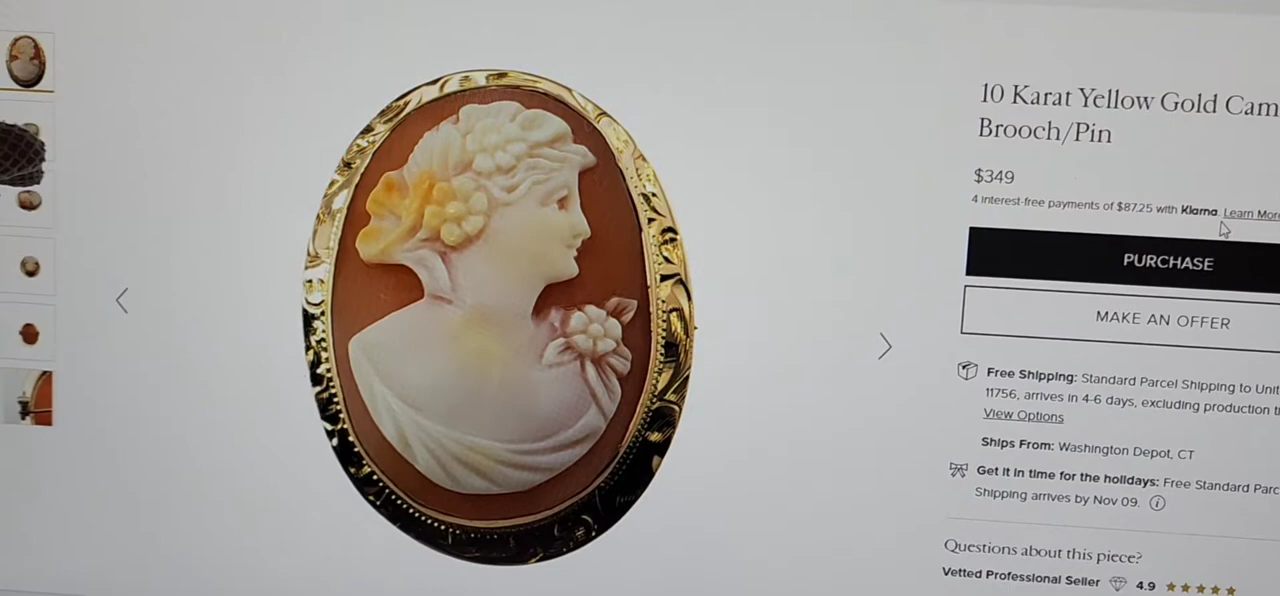 10 Karat Yellow Gold Cam
Brooch/Pin
$349
4 interest-free payments of $87.25 with Klarna. Learn Mor
PURCHASE
MAKE AN OFFER
Free Shipping: Standard Parcel Shipping to Unit
11756, arrives in 4-6 days, excluding production t
View Options
Ships From: Washington Depot, CT
Get it in time for the holidays: Free Standard Parc
Shipping arrives by Nov 09.
Questions about this piece?
Vetted Professional Seller 4.9